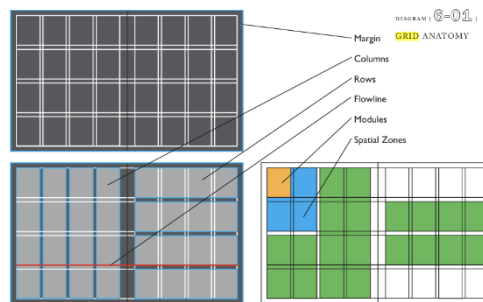 DIAGRAM | 6-01 |
GRID ANATOMY
Margin
Columns
Rows
Flowline
Modules
Spatial Zones